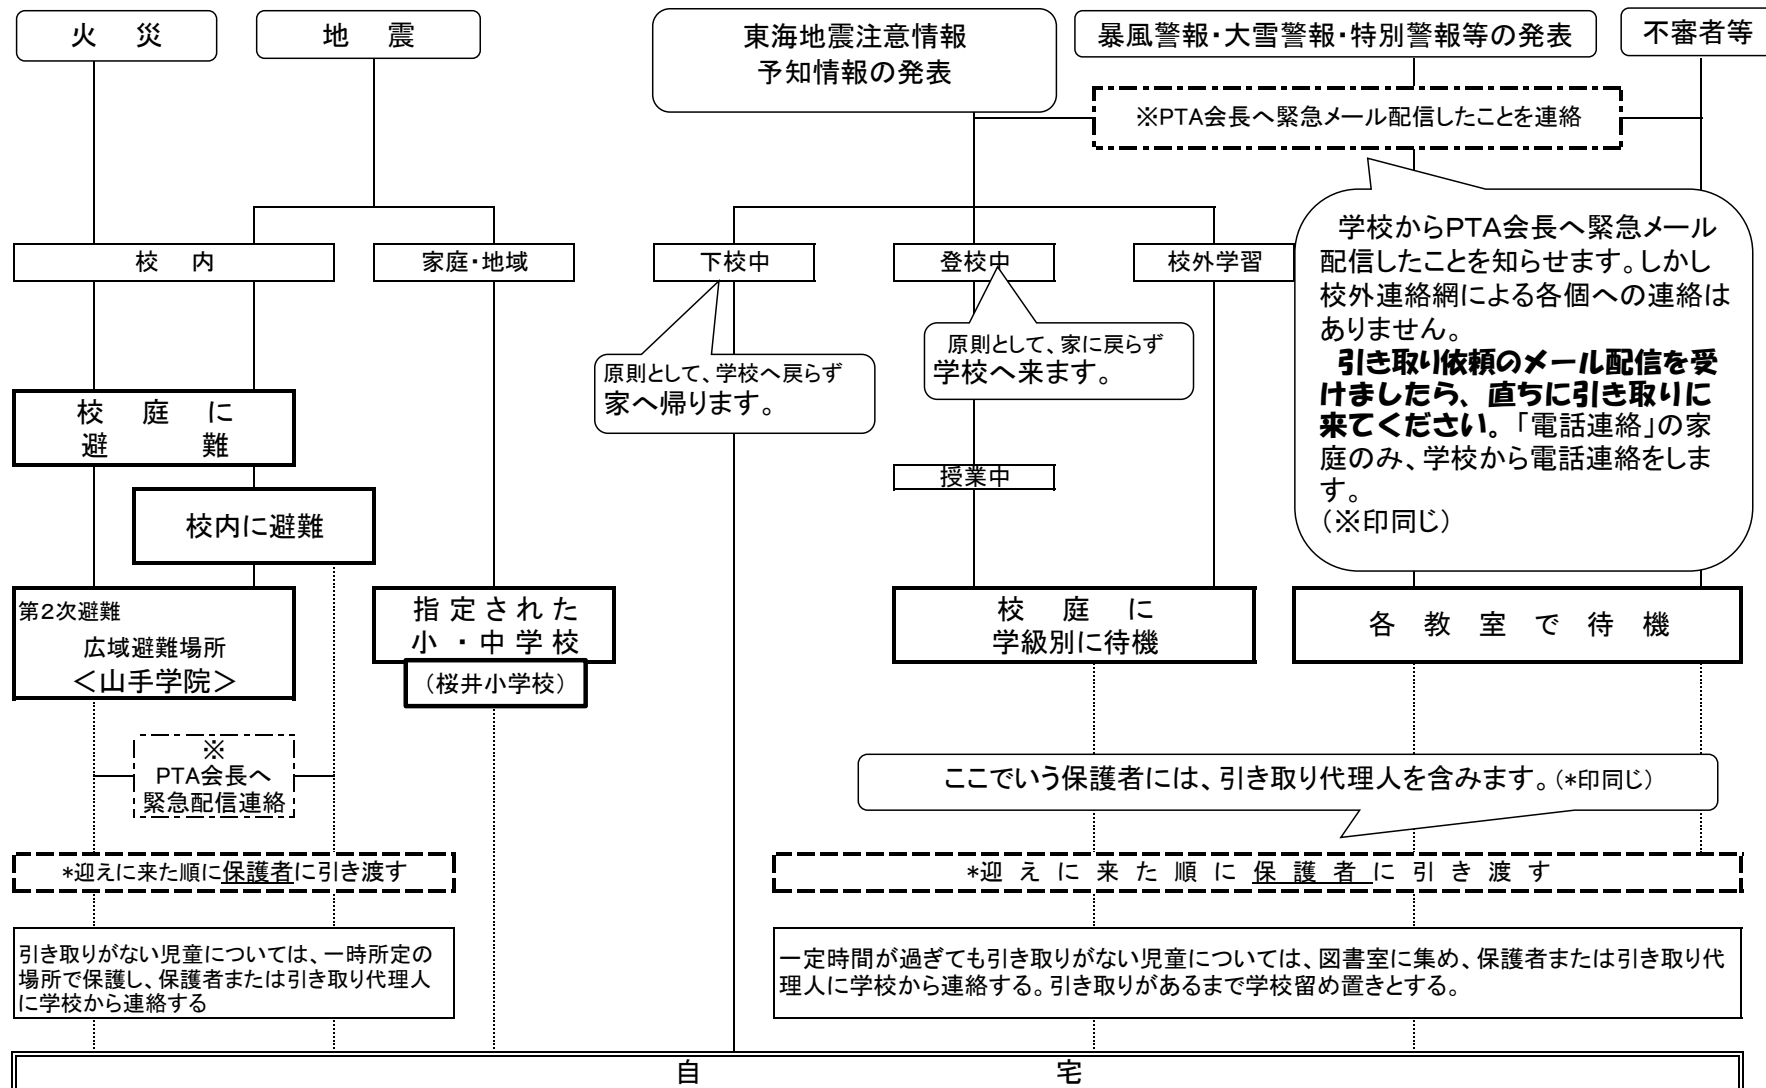 火　災
地　震
東海地震注意情報
予知情報の発表
暴風警報・大雪警報・特別警報等の発表
不審者等
※PTA会長へ緊急メール配信したことを連絡
校　内
家庭・地域
下校中
登校中
校外学習
学校からPTA会長へ緊急メール
配信したことを知らせます。しかし
校外連絡網による各個への連絡は
ありません。
引き取り依頼のメール配信を受
けましたら、直ちに引き取りに
来てください。「電話連絡」の家
庭のみ、学校から電話連絡をしま
す。
（※印同じ）
原則として、学校へ戻らず
家へ帰ります。
原則として、家に戻らず
学校へ来ます。
校　庭　に
避　　　難
授業中
校内に避難
第2次避難
広域避難場所
＜山手学院＞
指定された
小・中学校
（桜井小学校）
校　庭　に
学級別に待機
各　教　室　で　待　機
※
PTA会長へ
緊急配信連絡
ここでいう保護者には、引き取り代理人を含みます。（*印同じ）
*迎えに来た順に保護者に引き渡す
*迎えに来た順に保護者に引き渡す
引き取りがない児童については、一時所定の
場所で保護し、保護者または引き取り代理人
に学校から連絡する
一定時間が過ぎても引き取りがない児童については、図書室に集め、保護者または引き取り代
理人に学校から連絡する。引き取りがあるまで学校留め置きとする。
自　　　　　宅